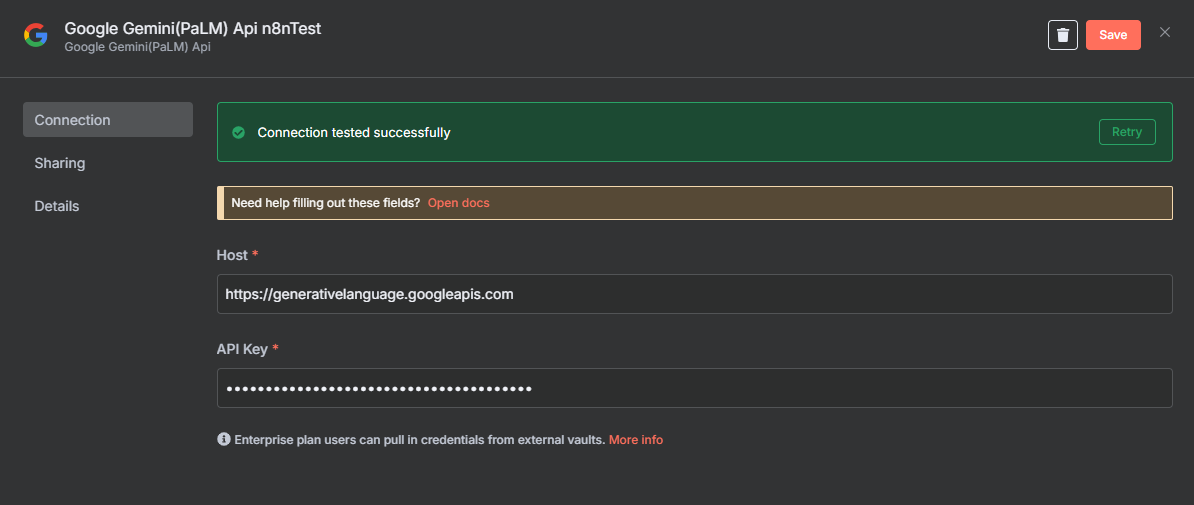 Google Gemini(PaLM) Api n8nTest
Google Gemini(PaLM) Api
Save
Connection
Sharing
Details
Connection tested successfully
Retry
Need help filling out these fields? Open docs
Host *
https://generativelanguage.googleapis.com
API Key *
•••••••••••••••••••••••••••••••••••••••
Enterprise plan users can pull in credentials from external vaults. More info